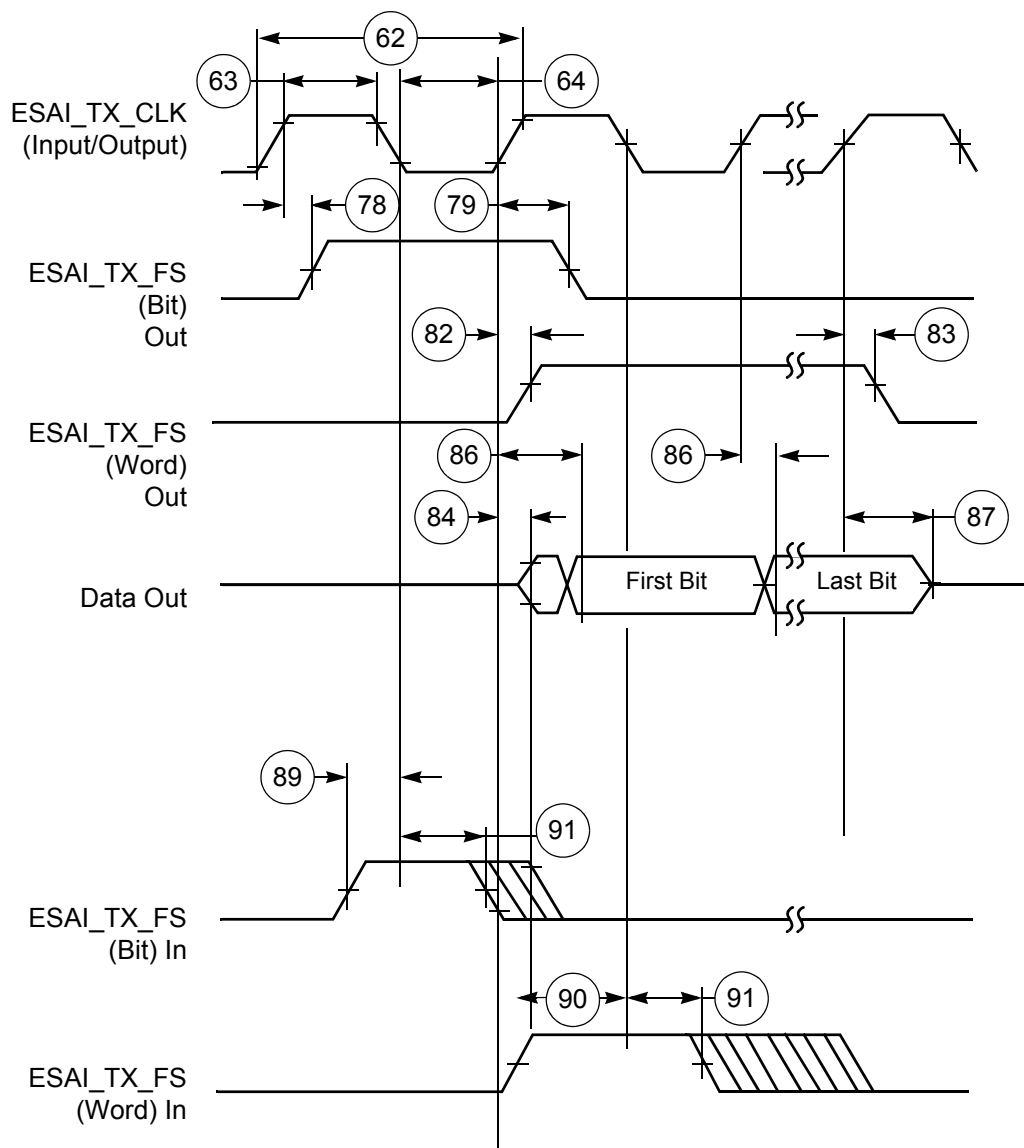 62
63
64
ESAI_TX_CLK
(Input/Output)
78
79
ESAI_TX_FS
(Bit)
Out
82
83
ESAI_TX_FS
(Word)
Out
86
86
84
87
Data Out
First Bit
Last Bit
89
91
ESAI_TX_FS
(Bit) In
90
91
ESAI_TX_FS
(Word) In